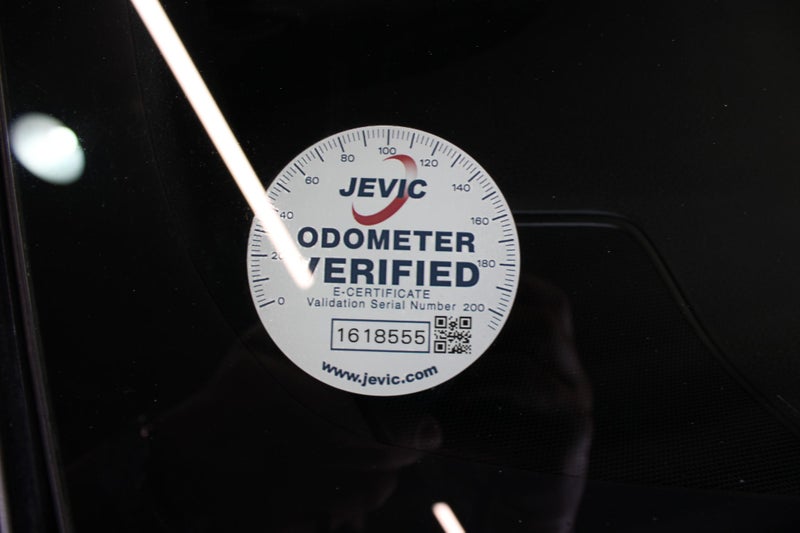 0 20 40 60 80 100 120 140 160 180 200
JEVIC
ODOMETER
VERIFIED
E-CERTIFICATE
Validation Serial Number
1618555
www.jevic.com